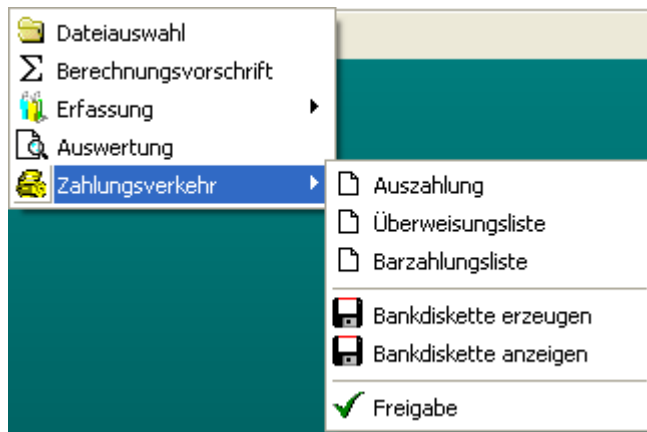 Dateiauswahl
Σ Berechnungsvorschrift
Erfassung
Auswertung
Zahlungsverkehr
Auszahlung
Überweisungsliste
Barzahlungsliste
Bankdiskette erzeugen
Bankdiskette anzeigen
Freigabe